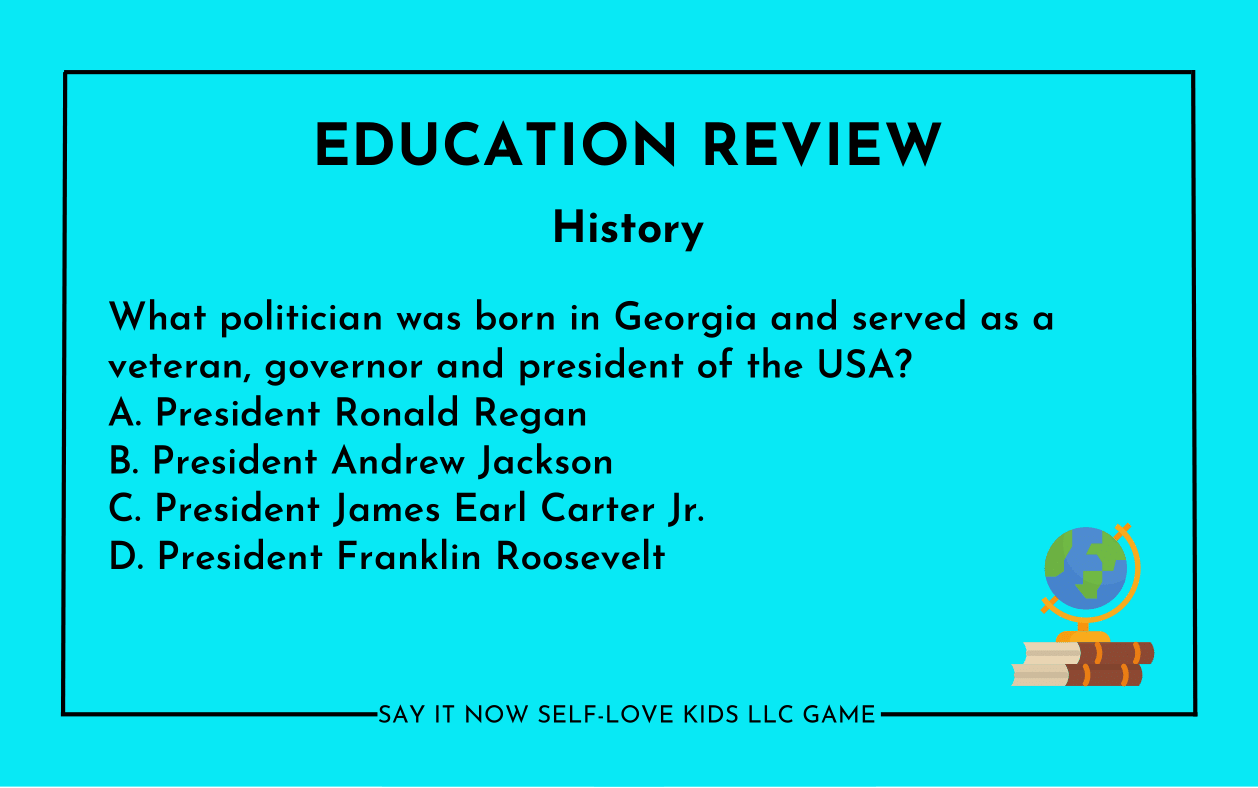 EDUCATION REVIEW
History
What politician was born in Georgia and served as a
veteran, governor and president of the USA?
A. President Ronald Regan
B. President Andrew Jackson
C. President James Earl Carter Jr.
D. President Franklin Roosevelt
SAY IT NOW SELF-LOVE KIDS LLC GAME